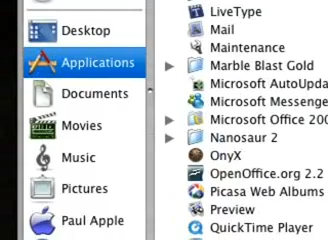 Desktop
Applications
Documents
Movies
Music
Pictures
Paul Apple
LiveType
Mail
Maintenance
Marble Blast Gold
Microsoft AutoUpda
Microsoft Messenge
Microsoft Office 200
Nanosaur 2
OnyX
OpenOffice.org 2.2
Picasa Web Albums
Preview
QuickTime Player